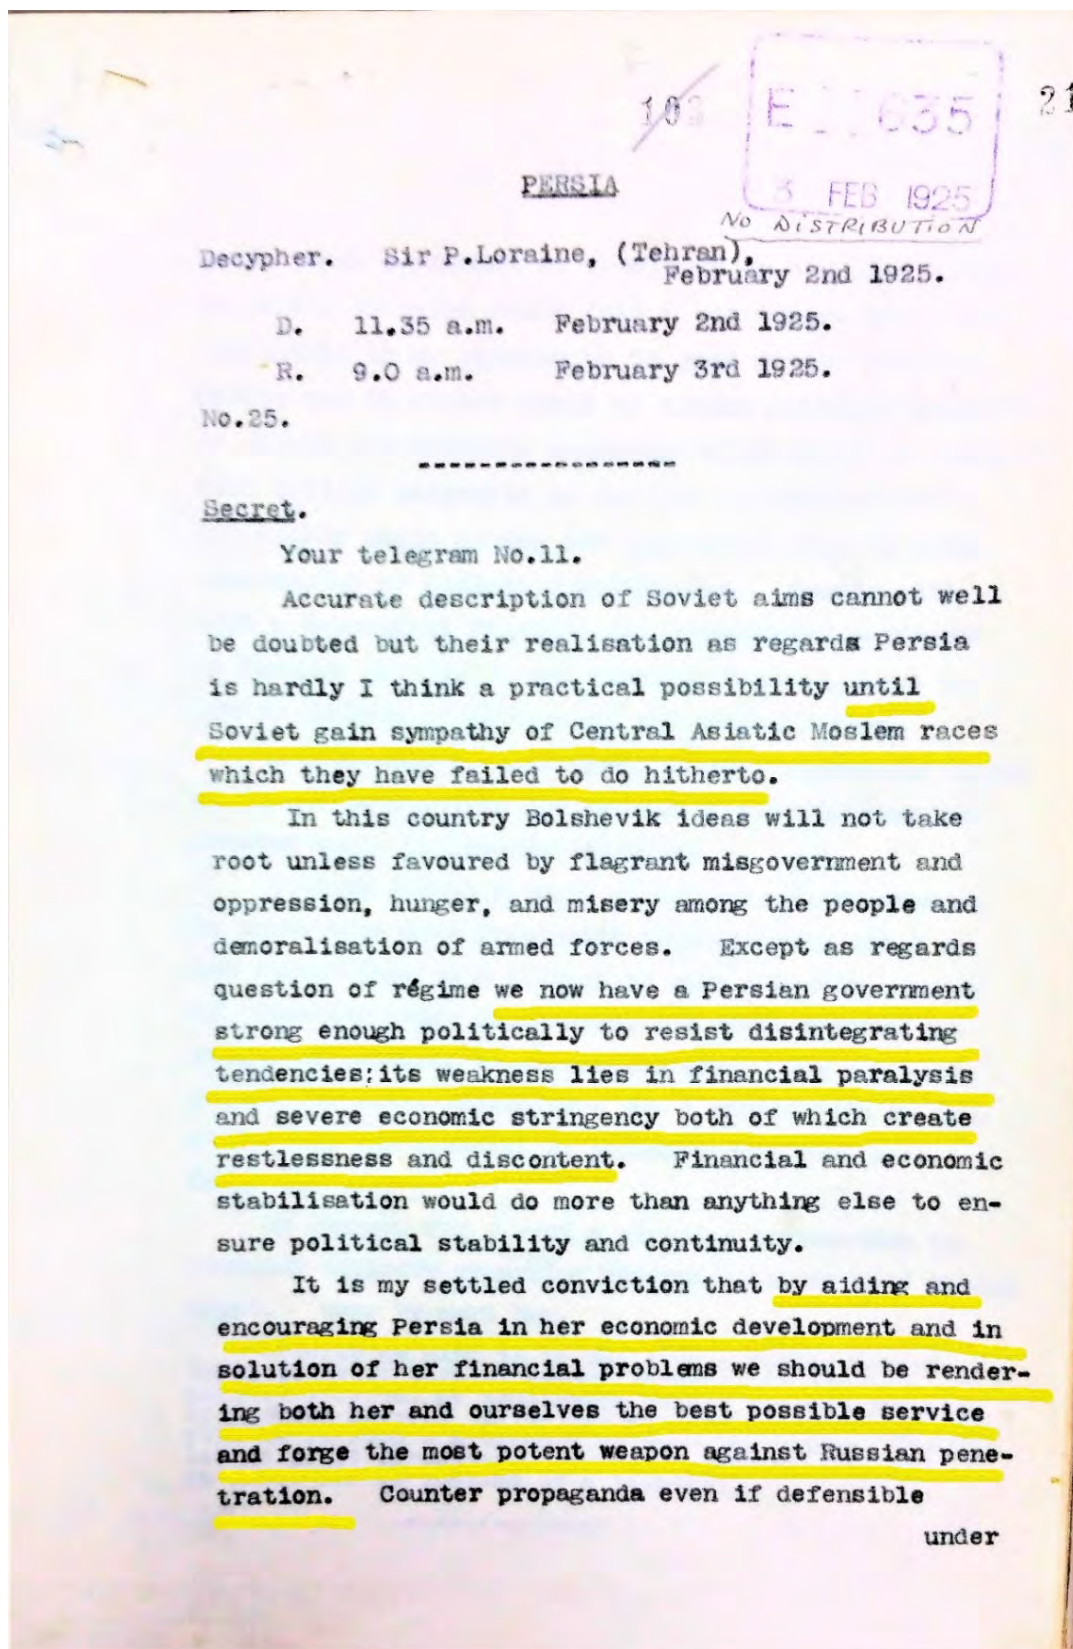 103
E 635
21
3 FEB 1925
PERSIA
No DISTRIBUTION
Decypher. Sir P.Loraine, (Tehran),
February 2nd 1925.
D. 11.35 a.m. February 2nd 1925.
R. 9.0 a.m. February 3rd 1925.
No.25.
-----------------
Secret.
Your telegram No.11.
Accurate description of Soviet aims cannot well
be doubted but their realisation as regards Persia
is hardly I think a practical possibility until
Soviet gain sympathy of Central Asiatic Moslem races
which they have failed to do hitherto.
In this country Bolshevik ideas will not take
root unless favoured by flagrant misgovernment and
oppression, hunger, and misery among the people and
demoralisation of armed forces. Except as regards
question of régime we now have a Persian government
strong enough politically to resist disintegrating
tendencies; its weakness lies in financial paralysis
and severe economic stringency both of which create
restlessness and discontent. Financial and economic
stabilisation would do more than anything else to en-
sure political stability and continuity.
It is my settled conviction that by aiding and
encouraging Persia in her economic development and in
solution of her financial problems we should be render-
ing both her and ourselves the best possible service
and forge the most potent weapon against Russian pene-
tration. Counter propaganda even if defensible
under